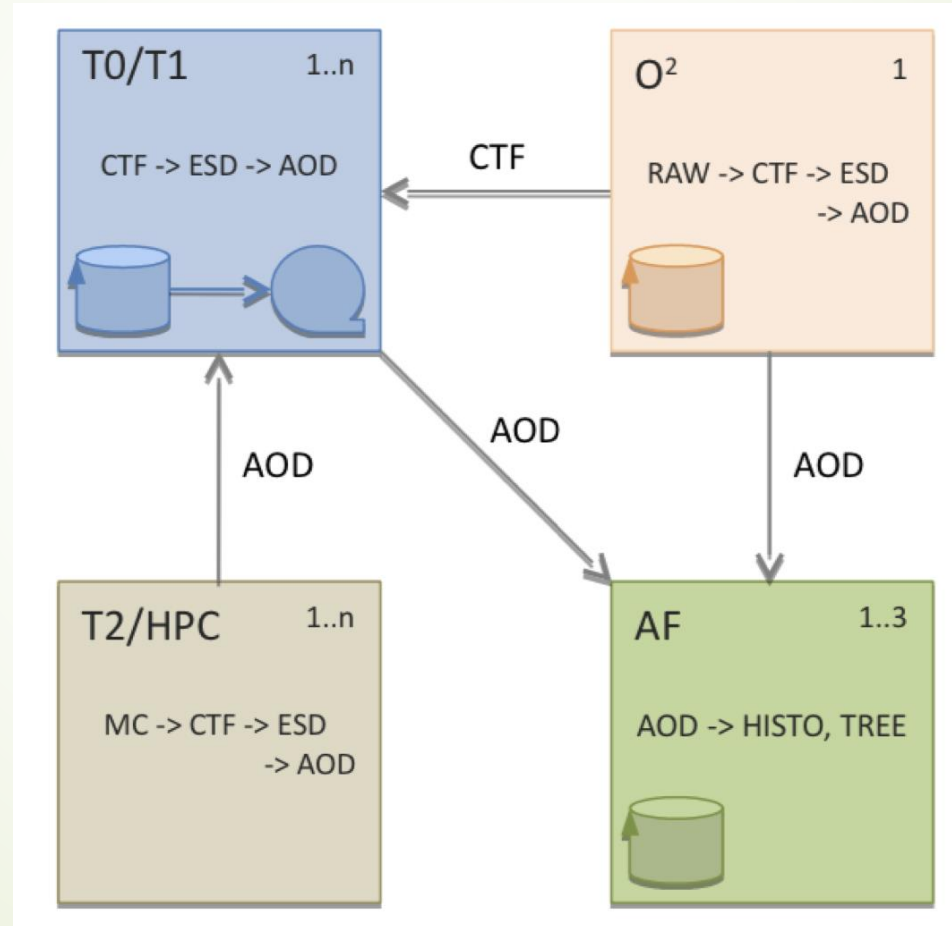 T0/T1 1..n
CTF -> ESD -> AOD
CTF
O² 1
RAW -> CTF -> ESD
-> AOD
AOD
AOD
AOD
T2/HPC 1..n
MC -> CTF -> ESD
-> AOD
AF 1..3
AOD -> HISTO, TREE